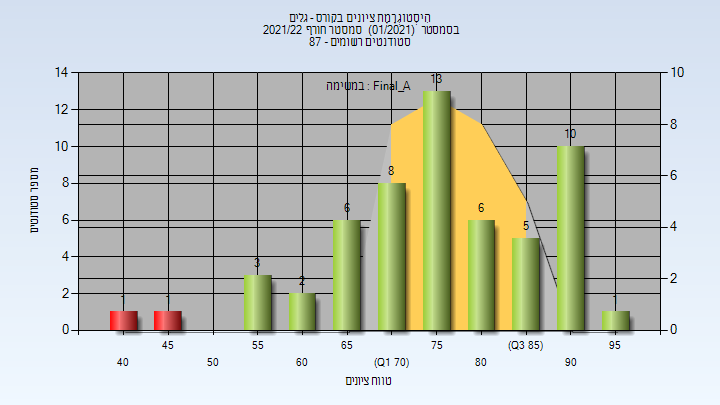 היסטוגרמת ציונים בקורס - גלים
בסמסטר (01/2021) סמסטר חורף 2021/22
סטודנטים רשומים - 87
במשימה : Final_A
מספר סטודנטים
14 12 10 8 6 4 2 0
10 8 6 4 2 0
1 1 3 2 6 8 13 6 5 10 1
45 55 65 75 (Q3 85) 95
40 50 60 (Q1 70) 80 90
טווח ציונים